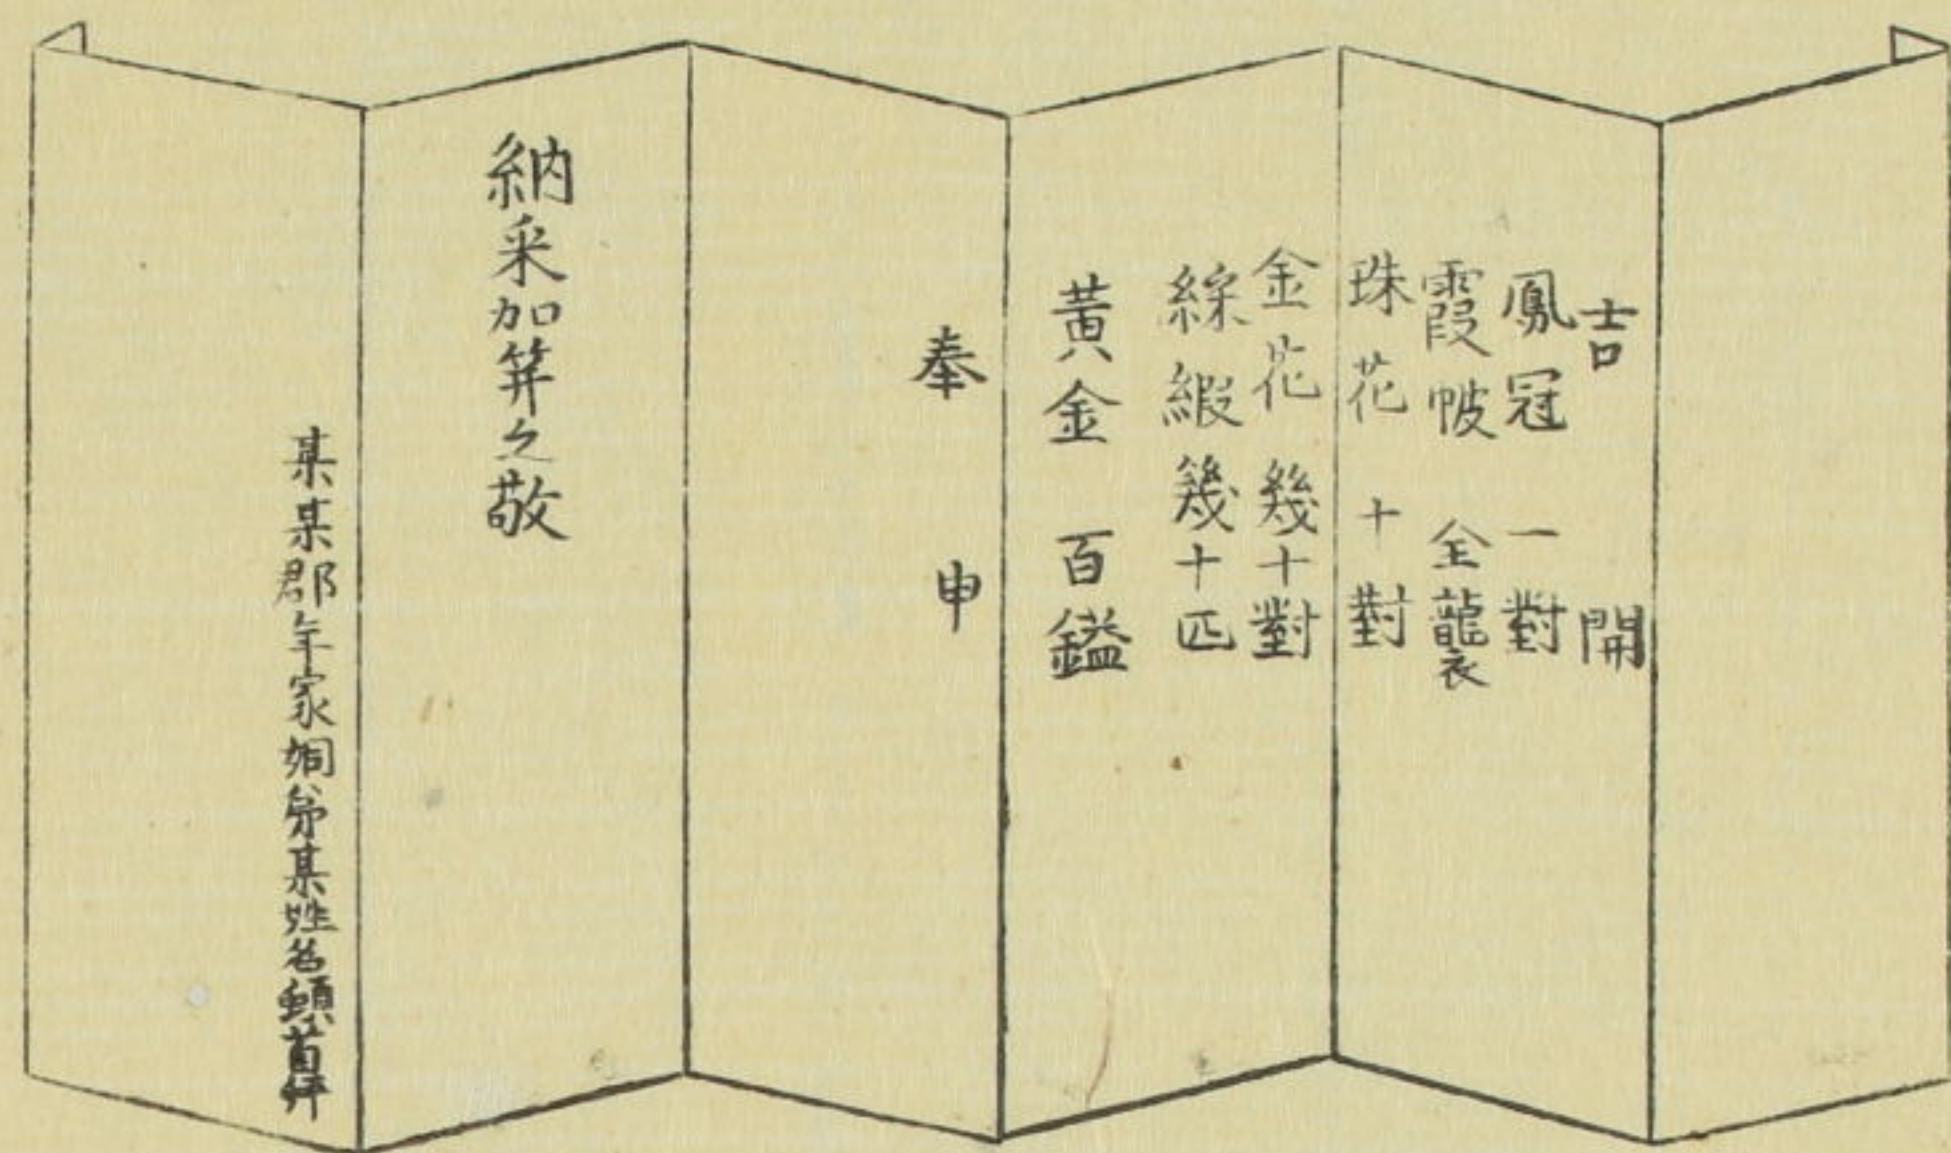 吉開
鳳冠一對
霞帔全襲
珠花十對
金花幾十對
綵緞幾十匹
黃金百鎰
奉申
納采加笄之敬
某某郡年家姻弟某姓名頓首拜